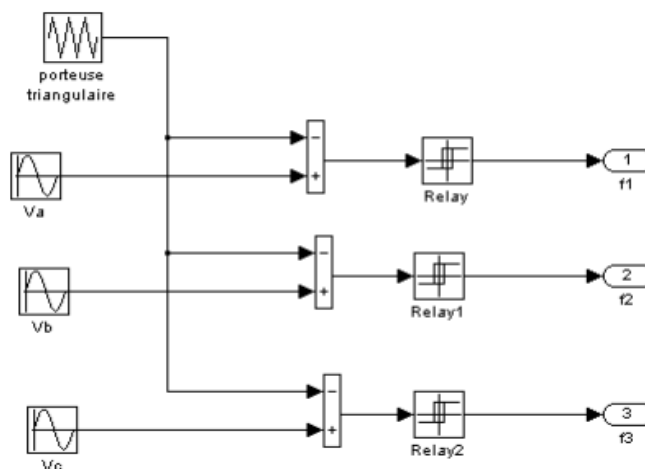 porteuse
triangulaire
−
+
1
Va
Relay
f1
−
+
2
Vb
Relay1
f2
−
+
3
Vc
Relay2
f3